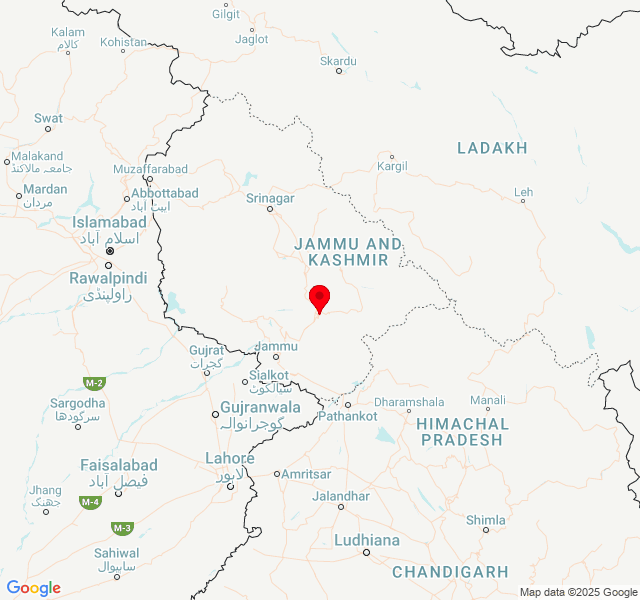 Kalam
کالام
Kohistan
Gilgit
Jaglot
Skardu
Swat
Malakand
جامعہ مالاکنڈ
Muzaffarabad
Mardan
مردان
Abbottabad
ایبٹ آباد
Srinagar
Kargil
LADAKH
Leh
Islamabad
اسلام آباد
Rawalpindi
راولپنڈی
JAMMU AND
KASHMIR
Jammu
Gujrat
گجرات
Sialkot
سیالکوٹ
M-2
Sargodha
سرگودھا
Gujranwala
گوجرانوالہ
Pathankot
Dharamshala
Manali
HIMACHAL
PRADESH
Faisalabad
فیصل آباد
Lahore
لاہور
Amritsar
Jhang
جھنگ
M-4
M-3
Jalandhar
Shimla
Sahiwal
ساہیوال
Ludhiana
CHANDIGARH
Google
Map data ©2025 Google